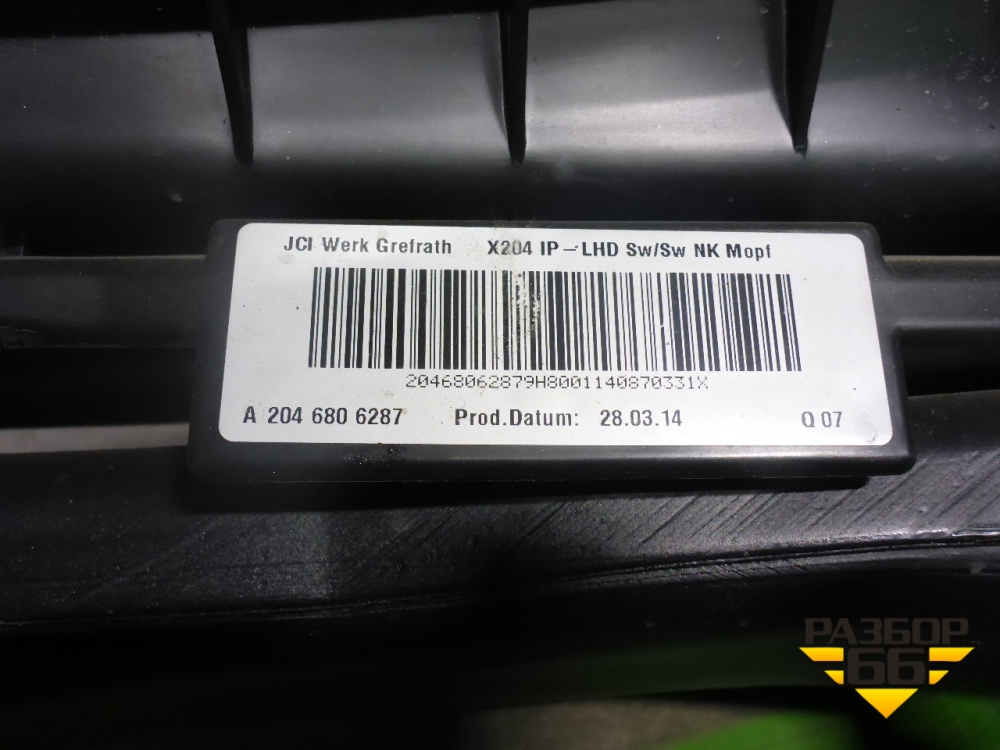 JCI Werk Grefrath X204 IP-LHD Sw/Sw NK Mopf
20468062879H8001140870331X
A 204 680 6287 Prod.Datum: 28.03.14 Q 07
РАЗБОР
66